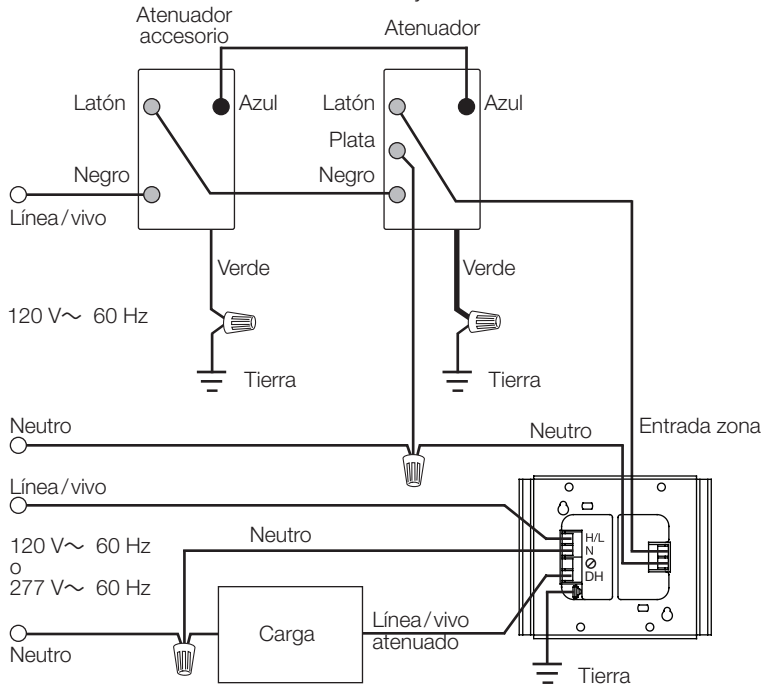 Atenuador
accesorio
Atenuador
Latón
Azul
Latón
Azul
Plata
Negro
Negro
Línea/vivo
Verde
Verde
120 V~ 60 Hz
Tierra
Tierra
Neutro
Neutro
Entrada zona
Línea/vivo
H/L
N
DH
120 V~ 60 Hz
o
277 V~ 60 Hz
Neutro
Carga
Línea/vivo
atenuado
Neutro
Tierra